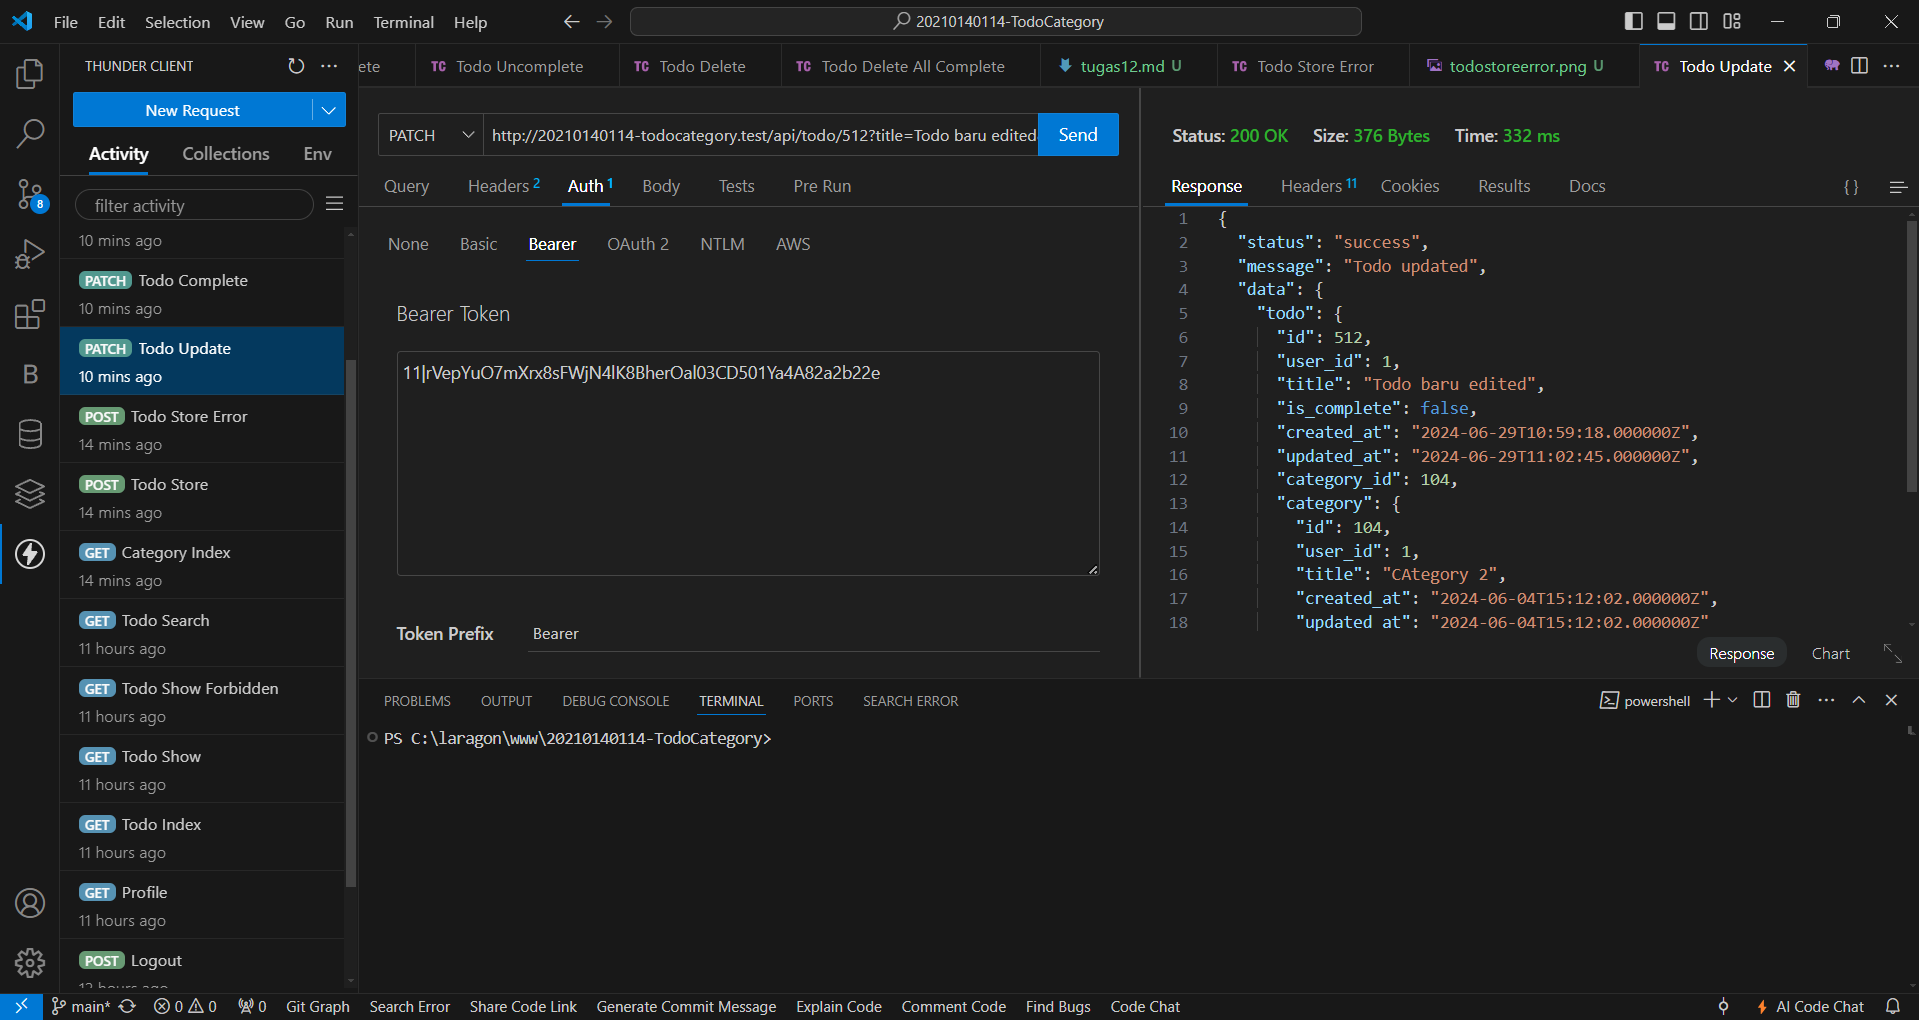 File Edit Selection View Go Run Terminal Help
20210140114-TodoCategory
THUNDER CLIENT
New Request
Activity Collections Env
filter activity
10 mins ago
PATCH Todo Complete
10 mins ago
PATCH Todo Update
10 mins ago
POST Todo Store Error
14 mins ago
POST Todo Store
14 mins ago
GET Category Index
14 mins ago
GET Todo Search
11 hours ago
GET Todo Show Forbidden
11 hours ago
GET Todo Show
11 hours ago
GET Todo Index
11 hours ago
GET Profile
11 hours ago
POST Logout
12 hours ago
8
B
ete TC Todo Uncomplete TC Todo Delete TC Todo Delete All Complete tugas12.md U TC Todo Store Error todostoreerror.png U TC Todo Update
PATCH http://20210140114-todocategory.test/api/todo/512?title=Todo baru edited Send
Query Headers 2 Auth 1 Body Tests Pre Run
None Basic Bearer OAuth 2 NTLM AWS
Bearer Token
11|rVepYuO7mXrx8sFWjN4lK8BherOal03CD501Ya4A82a2b22e
Token Prefix Bearer
Status: 200 OK Size: 376 Bytes Time: 332 ms
Response Headers 11 Cookies Results Docs {}
1 {
2 "status": "success",
3 "message": "Todo updated",
4 "data": {
5 "todo": {
6 "id": 512,
7 "user_id": 1,
8 "title": "Todo baru edited",
9 "is_complete": false,
10 "created_at": "2024-06-29T10:59:18.000000Z",
11 "updated_at": "2024-06-29T11:02:45.000000Z",
12 "category_id": 104,
13 "category": {
14 "id": 104,
15 "user_id": 1,
16 "title": "CAtegory 2",
17 "created_at": "2024-06-04T15:12:02.000000Z",
18 "updated_at": "2024-06-04T15:12:02.000000Z"
Response Chart
PROBLEMS OUTPUT DEBUG CONSOLE TERMINAL PORTS SEARCH ERROR powershell
PS C:\laragon\www\20210140114-TodoCategory>
main* 0 0 0 Git Graph Search Error Share Code Link Generate Commit Message Explain Code Comment Code Find Bugs Code Chat AI Code Chat